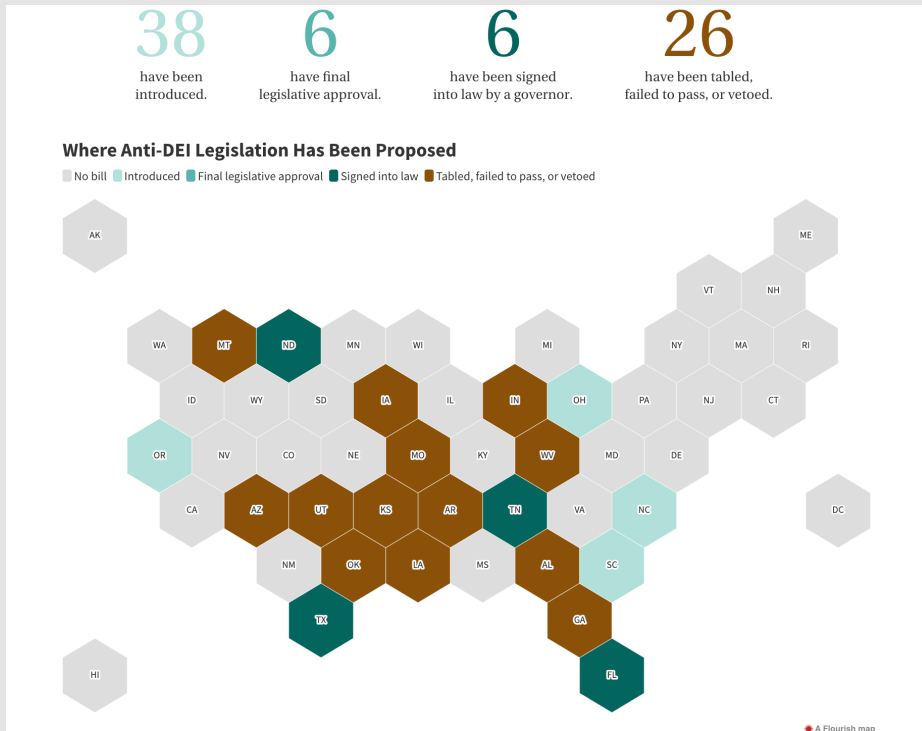 38 6 6 26
have been have final have been signed have been tabled,
introduced. legislative approval. into law by a governor. failed to pass, or vetoed.
Where Anti-DEI Legislation Has Been Proposed
No bill Introduced Final legislative approval Signed into law Tabled, failed to pass, or vetoed
AK ME
VT NH
WA MT ND MN WI MI NY MA RI
ID WY SD IA IL IN OH PA NJ CT
OR NV CO NE MO KY WV MD DE
CA AZ UT KS AR TN VA NC DC
NM OK LA MS AL SC
TX GA
HI FL
A Flourish map